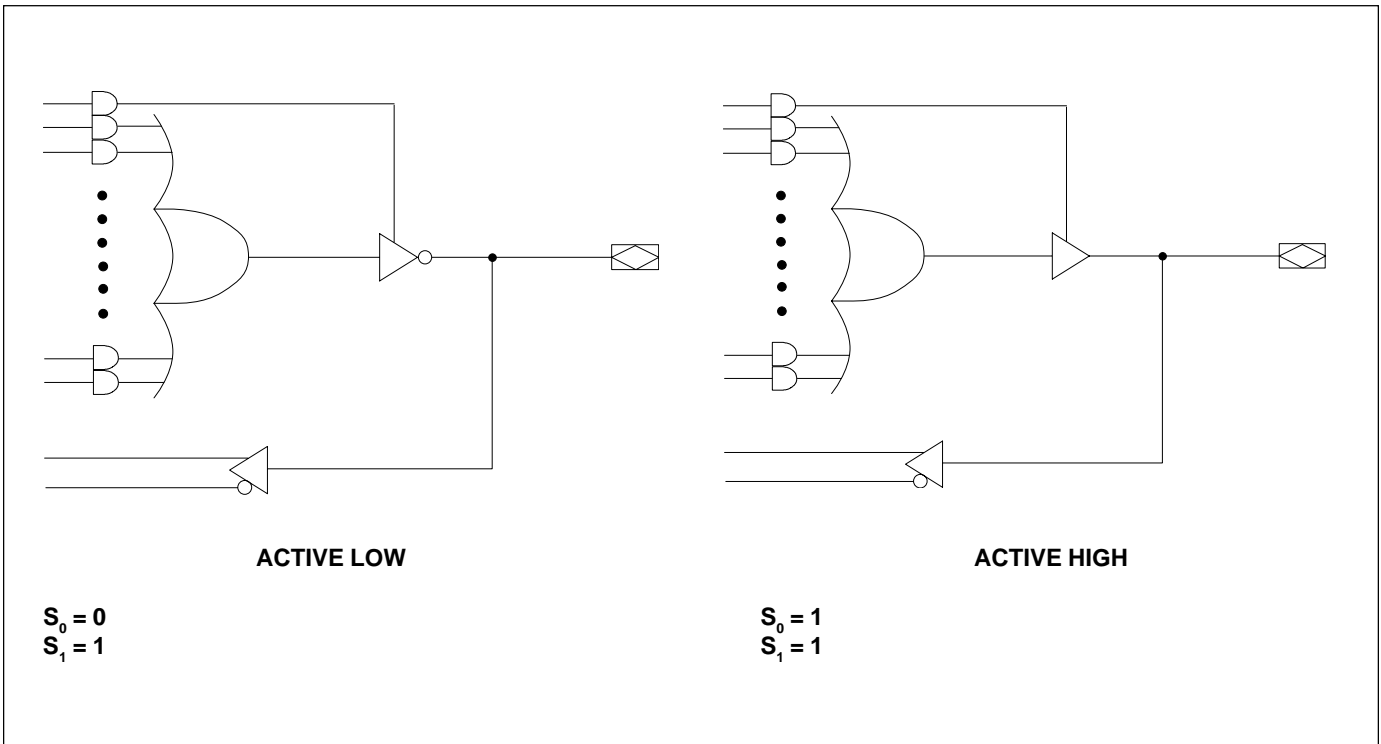 ACTIVE LOW
ACTIVE HIGH
S₀ = 0
S₁ = 1
S₀ = 1
S₁ = 1